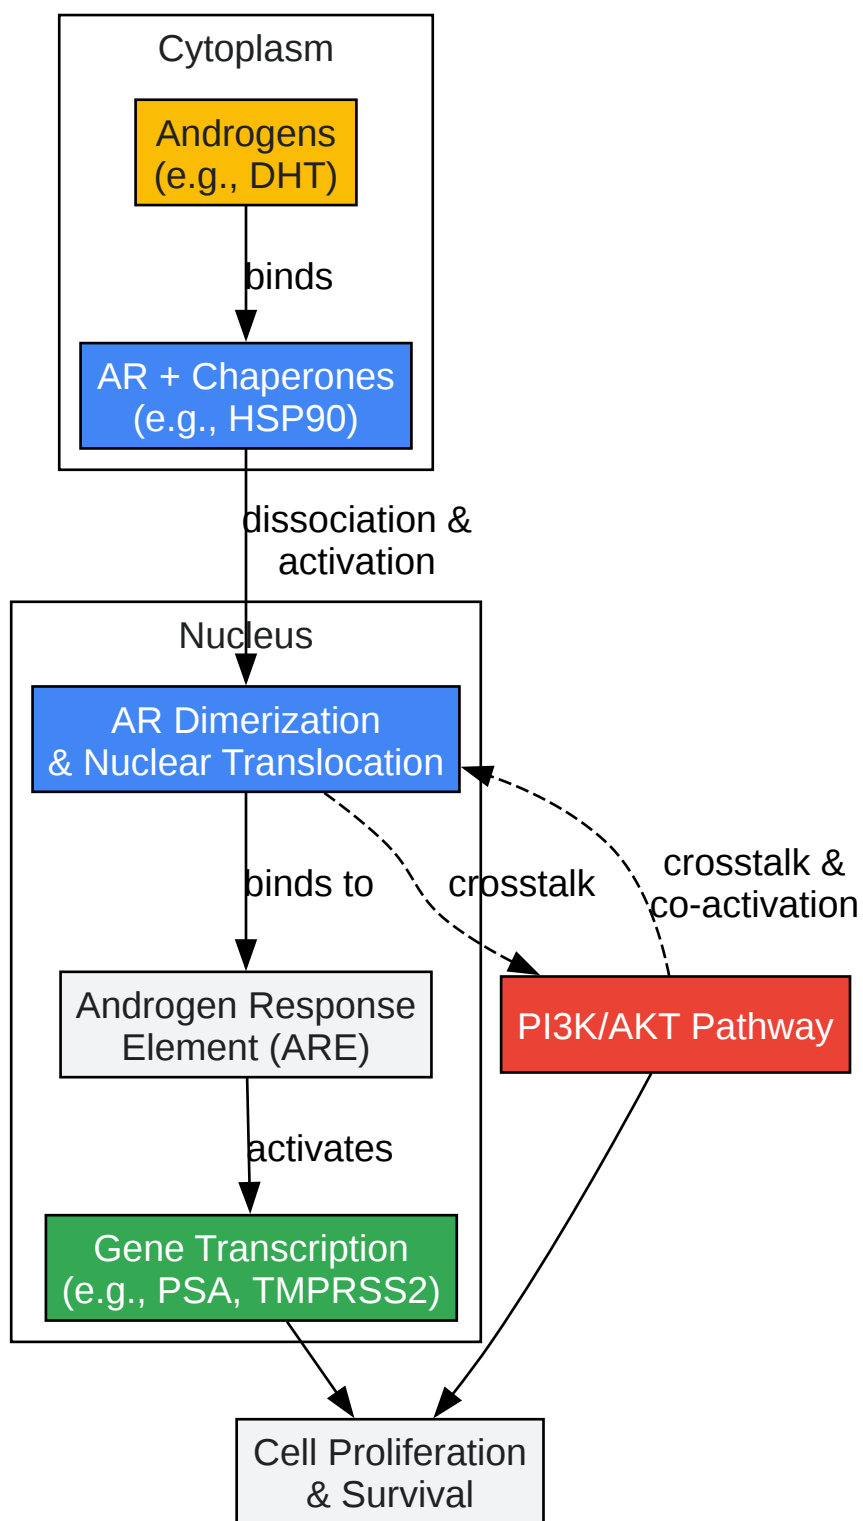 Cytoplasm
Androgens
(e.g., DHT)
binds
AR + Chaperones
(e.g., HSP90)
dissociation &
activation
Nucleus
AR Dimerization
& Nuclear Translocation
binds to
crosstalk
crosstalk &
co-activation
Androgen Response
Element (ARE)
PI3K/AKT Pathway
activates
Gene Transcription
(e.g., PSA, TMPRSS2)
Cell Proliferation
& Survival